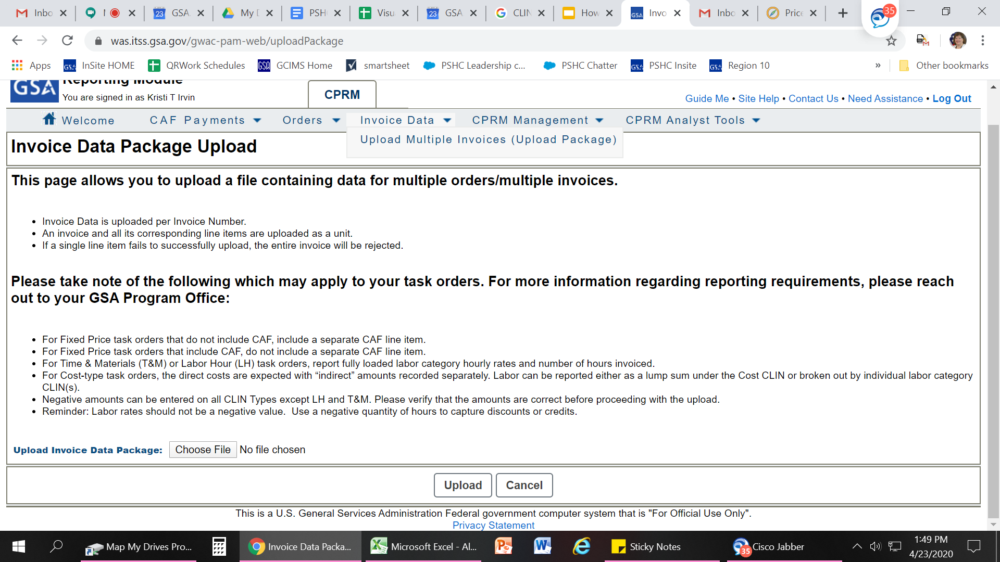 Inbo
GSA
My D
PSHC
Visu
GSA
CLIN
How
Invo
Inbo
Price
35
was.itss.gsa.gov/gwac-pam-web/uploadPackage
Apps
InSite HOME
QRWork Schedules
GCIMS Home
smartsheet
PSHC Leadership c...
PSHC Chatter
PSHC Insite
Region 10
»
Other bookmarks
GSA
Reporting Module
You are signed in as Kristi T Irvin
CPRM
Guide Me • Site Help • Contact Us • Need Assistance • Log Out
Welcome
CAF Payments
Orders
Invoice Data
CPRM Management
CPRM Analyst Tools
Upload Multiple Invoices (Upload Package)
Invoice Data Package Upload
This page allows you to upload a file containing data for multiple orders/multiple invoices.
• Invoice Data is uploaded per Invoice Number.
• An invoice and all its corresponding line items are uploaded as a unit.
• If a single line item fails to successfully upload, the entire invoice will be rejected.
Please take note of the following which may apply to your task orders. For more information regarding reporting requirements, please reach
out to your GSA Program Office:
• For Fixed Price task orders that do not include CAF, include a separate CAF line item.
• For Fixed Price task orders that include CAF, do not include a separate CAF line item.
• For Time & Materials (T&M) or Labor Hour (LH) task orders, report fully loaded labor category hourly rates and number of hours invoiced.
• For Cost-type task orders, the direct costs are expected with “indirect” amounts recorded separately. Labor can be reported either as a lump sum under the Cost CLIN or broken out by individual labor category
CLIN(s).
• Negative amounts can be entered on all CLIN Types except LH and T&M. Please verify that the amounts are correct before proceeding with the upload.
• Reminder: Labor rates should not be a negative value. Use a negative quantity of hours to capture discounts or credits.
Upload Invoice Data Package: Choose File No file chosen
Upload Cancel
This is a U.S. General Services Administration Federal government computer system that is "For Official Use Only".
Privacy Statement
Map My Drives Pro...
Invoice Data Packa...
Microsoft Excel - Al...
Sticky Notes
35
Cisco Jabber
1:49 PM
4/23/2020